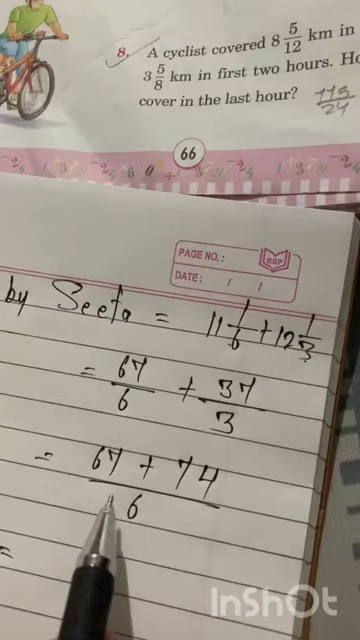 8. A cyclist covered 8 5/12 km in
3 5/8 km in first two hours. Ho
cover in the last hour? 115/24
66
PAGE NO.:
DATE: / /
by Seeta = 11 1/6 + 12 1/3
= 67/6 + 37/3
= (67 + 74)/6
=
InShOt